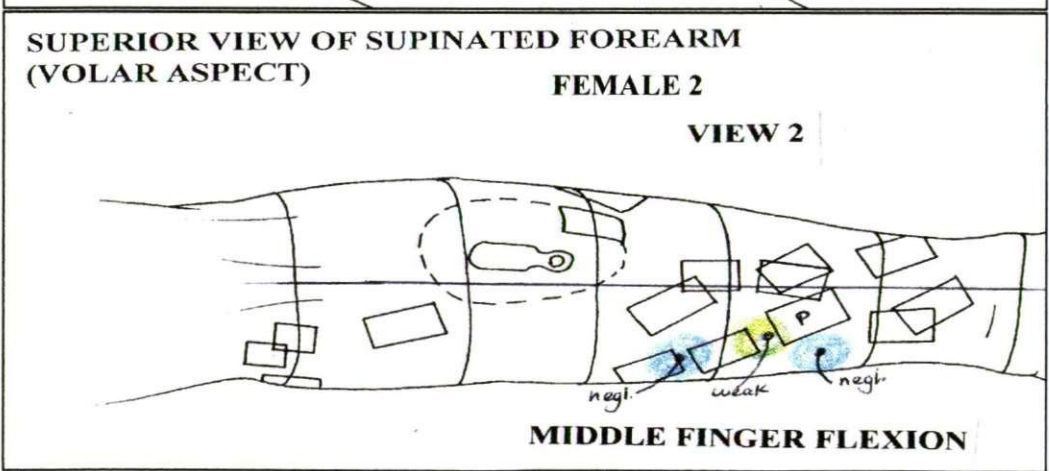 SUPERIOR VIEW OF SUPINATED FOREARM
(VOLAR ASPECT)
FEMALE 2
VIEW 2
P
negl.
weak
negl.
MIDDLE FINGER FLEXION